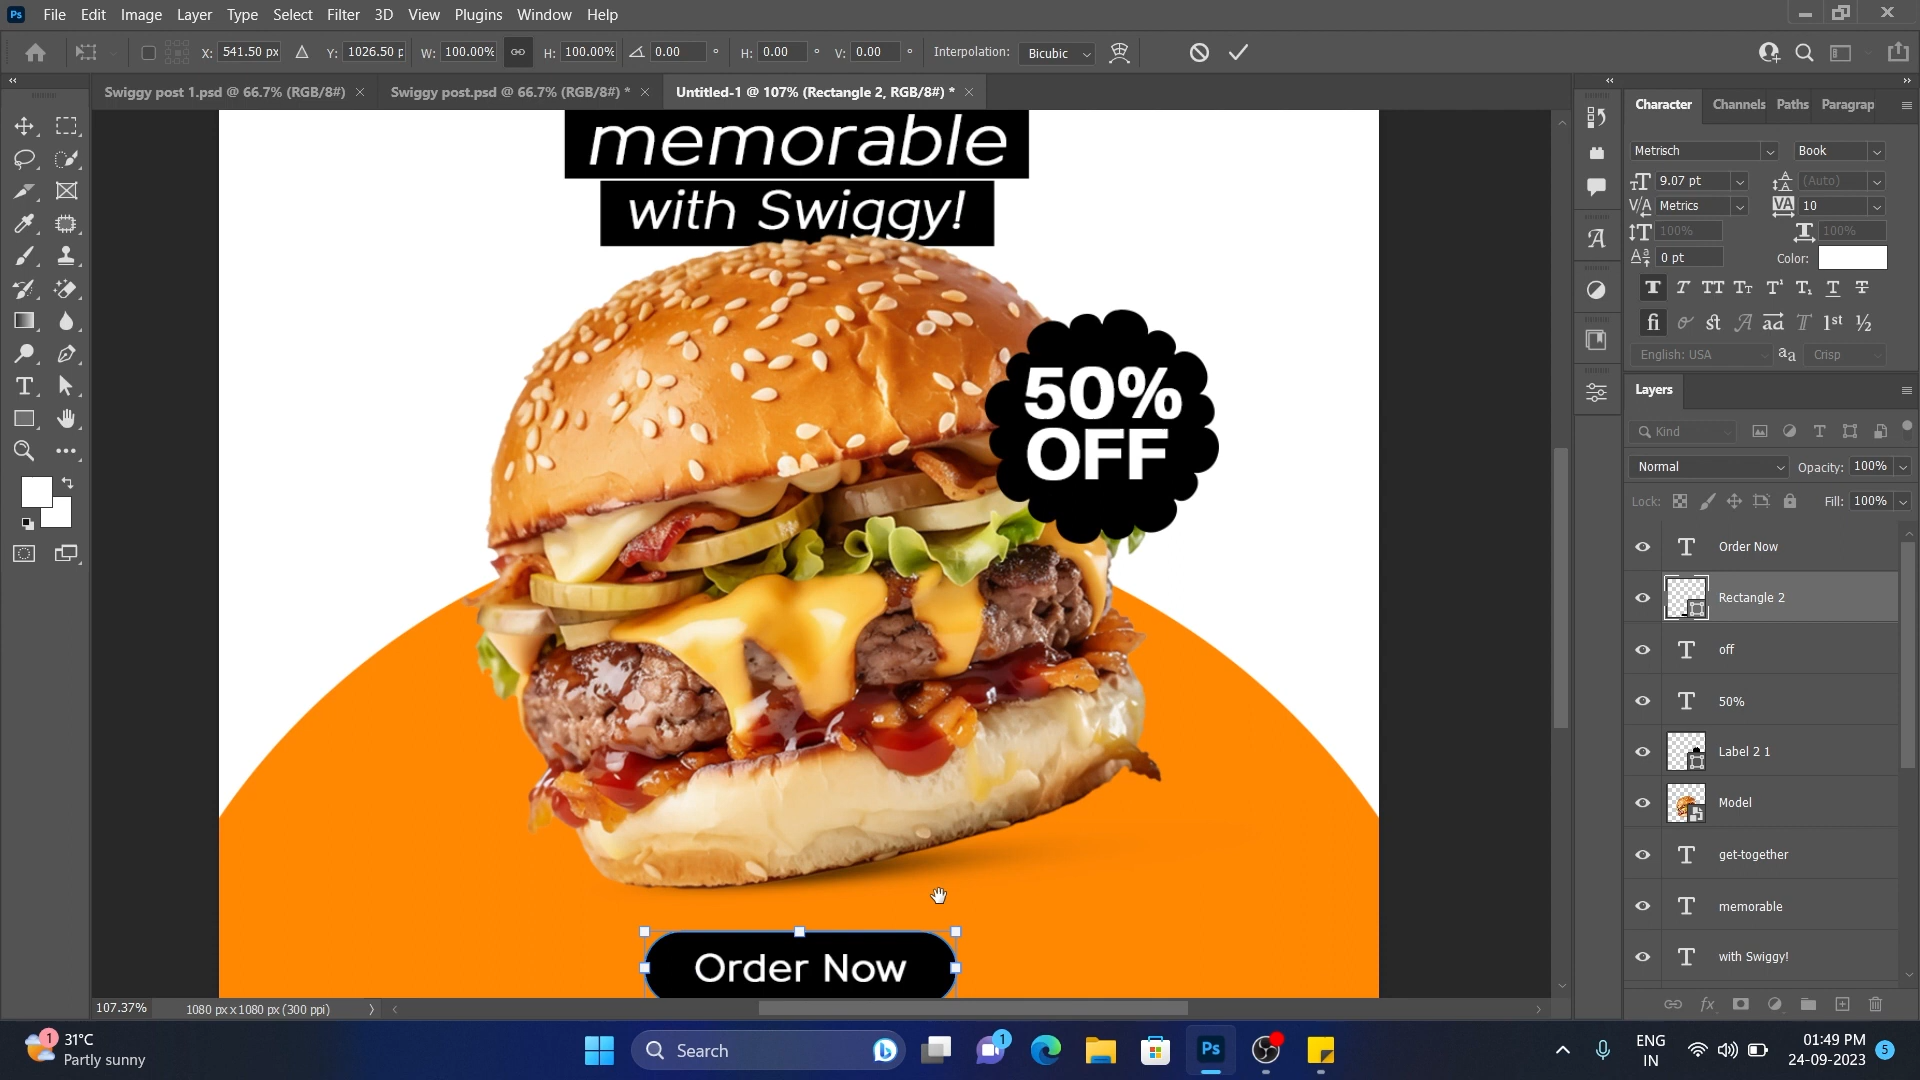 Ps File Edit Image Layer Type Select Filter 3D View Plugins Window Help
X: 541.50 px Y: 1026.50 p W: 100.00% H: 100.00% 0.00 ° H: 0.00 ° V: 0.00 ° Interpolation: Bicubic
Swiggy post 1.psd @ 66.7% (RGB/8#) Swiggy post.psd @ 66.7% (RGB/8#) * Untitled-1 @ 107% (Rectangle 2, RGB/8#) *
memorable
with Swiggy!
50%
OFF
Order Now
Character Channels Paths Paragrap
Metrisch Book
9.07 pt (Auto)
Metrics 10
100% 100%
0 pt Color:
English: USA Crisp
Layers
Kind
Normal Opacity: 100%
Lock: Fill: 100%
Order Now
Rectangle 2
off
50%
Label 2 1
Model
get-together
memorable
with Swiggy!
107.37% 1080 px x 1080 px (300 ppi)
1 31°C
Partly sunny
Search
1
Ps
ENG
IN
01:49 PM
24-09-2023
5